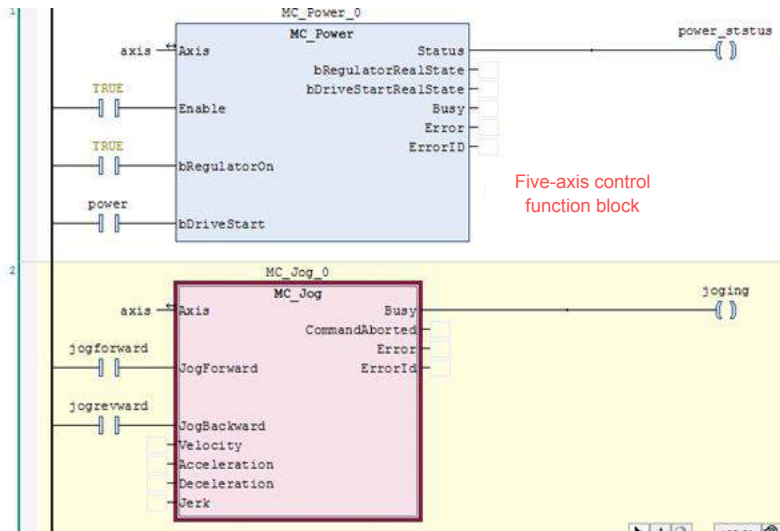 1
MC_Power_0
MC_Power
power_ststus
axis
Axis
Status
bRegulatorRealState
TRUE
bDriveStartRealState
Enable
Busy
Error
TRUE
ErrorID
bRegulatorOn
Five-axis control
function block
power
bDriveStart
2
MC_Jog_0
MC_Jog
joging
axis
Axis
Busy
CommandAborted
jogforward
Error
JogForward
ErrorId
jogrevward
JogBackward
Velocity
Acceleration
Deceleration
Jerk